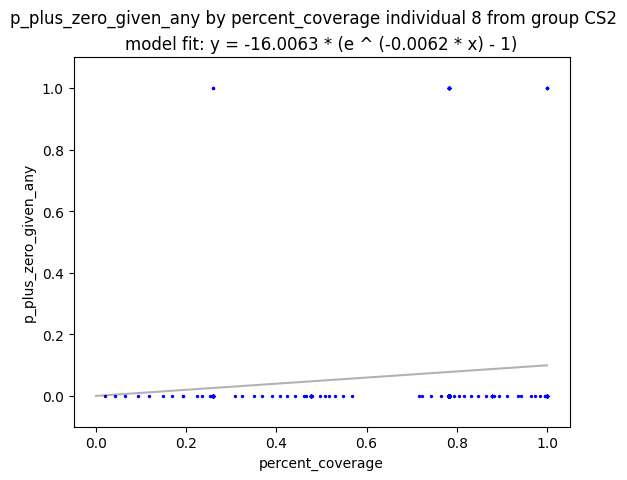 p_plus_zero_given_any by percent_coverage individual 8 from group CS2
model fit: y = -16.0063 * (e ^ (-0.0062 * x) - 1)
1.0
0.8
0.6
0.4
0.2
0.0
p_plus_zero_given_any
0.0 0.2 0.4 0.6 0.8 1.0
percent_coverage